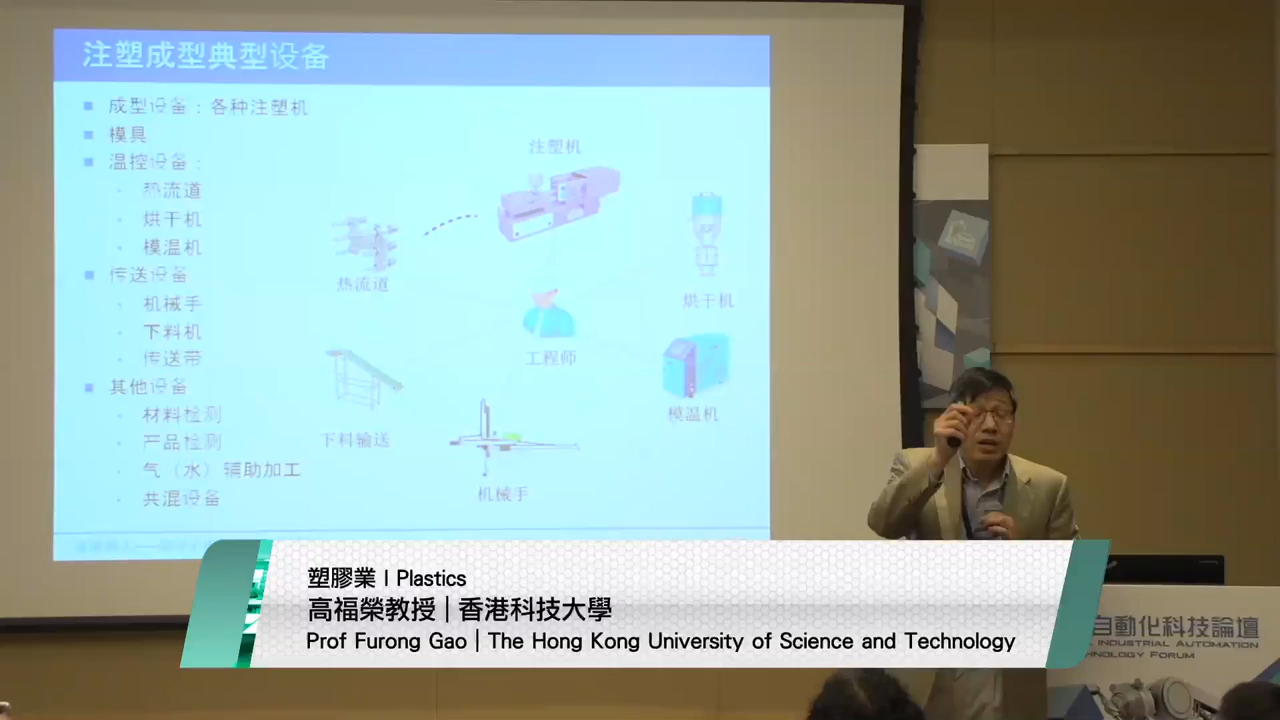 注塑成型典型设备
成型设备：各种注塑机
模具
温控设备：
热流道
烘干机
模温机
传送设备
机械手
下料机
传送带
其他设备
材料检测
产品检测
气（水）辅助加工
共混设备
注塑机
热流道
烘干机
工程师
模温机
下料输送
机械手
塑膠業 | Plastics
高福榮教授 | 香港科技大學
Prof Furong Gao | The Hong Kong University of Science and Technology
自動化科技論壇
INDUSTRIAL AUTOMATION
FORUM